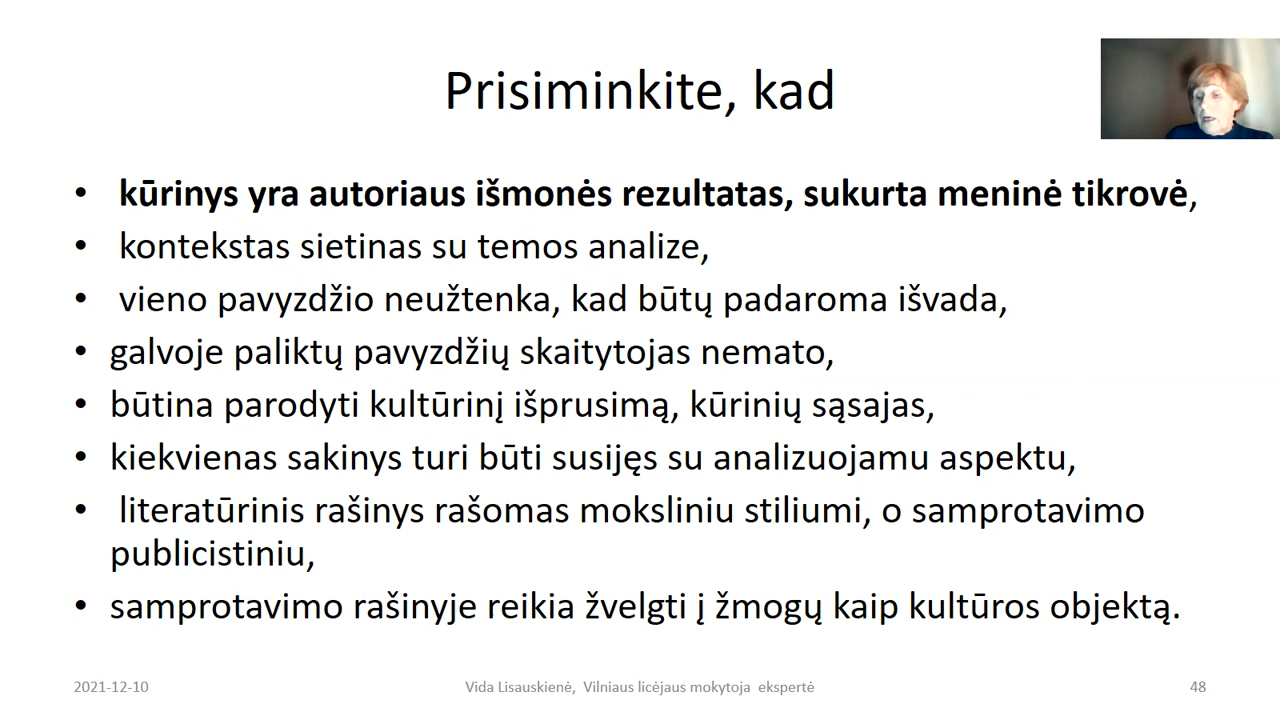 Prisiminkite, kad
• kūrinys yra autoriaus išmonės rezultatas, sukurta meninė tikrovė,
• kontekstas sietinas su temos analize,
• vieno pavyzdžio neužtenka, kad būtų padaroma išvada,
• galvoje paliktų pavyzdžių skaitytojas nemato,
• būtina parodyti kultūrinį išprusimą, kūrinių sąsajas,
• kiekvienas sakinys turi būti susijęs su analizuojamu aspektu,
• literatūrinis rašinys rašomas moksliniu stiliumi, o samprotavimo
publicistiniu,
• samprotavimo rašinyje reikia žvelgti į žmogų kaip kultūros objektą.
2021-12-10
Vida Lisauskienė, Vilniaus licėjaus mokytoja ekspertė
48